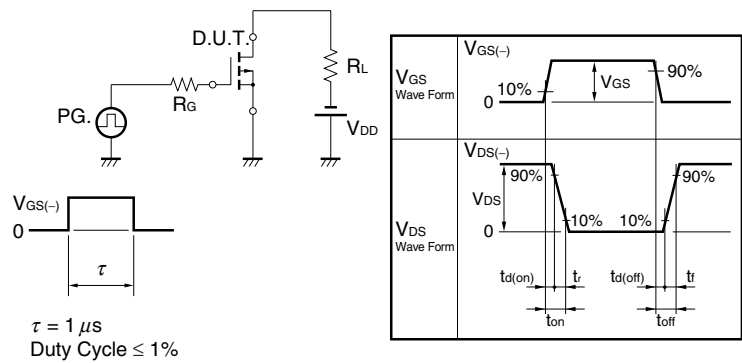 D.U.T.
RL
RG
PG.
VDD
VGS(−)
0
τ
τ = 1 μs
Duty Cycle ≤ 1%
VGS
Wave Form
VGS(−)
10%
VGS
90%
0
VDS
Wave Form
VDS(−)
90%
90%
VDS
10%
10%
0
td(on)
tr
td(off)
tf
ton
toff